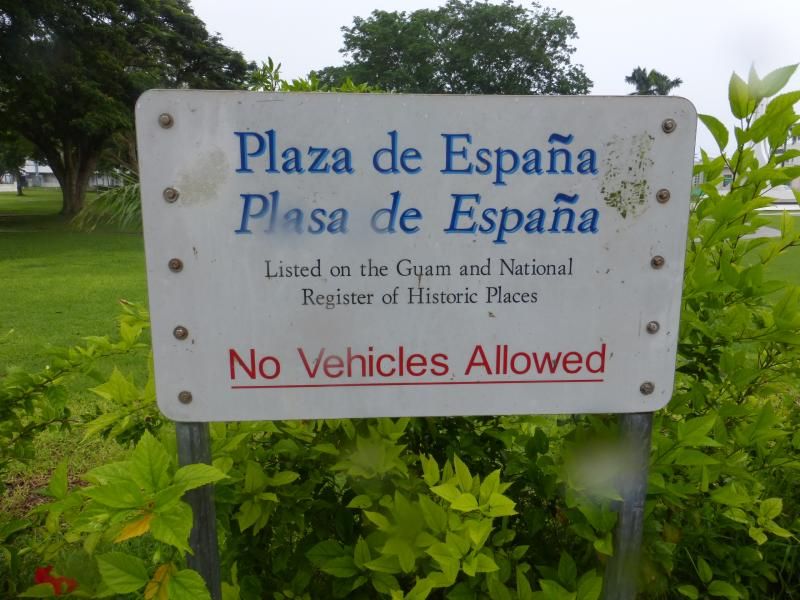 Plaza de España
Plasa de España
Listed on the Guam and National
Register of Historic Places
No Vehicles Allowed